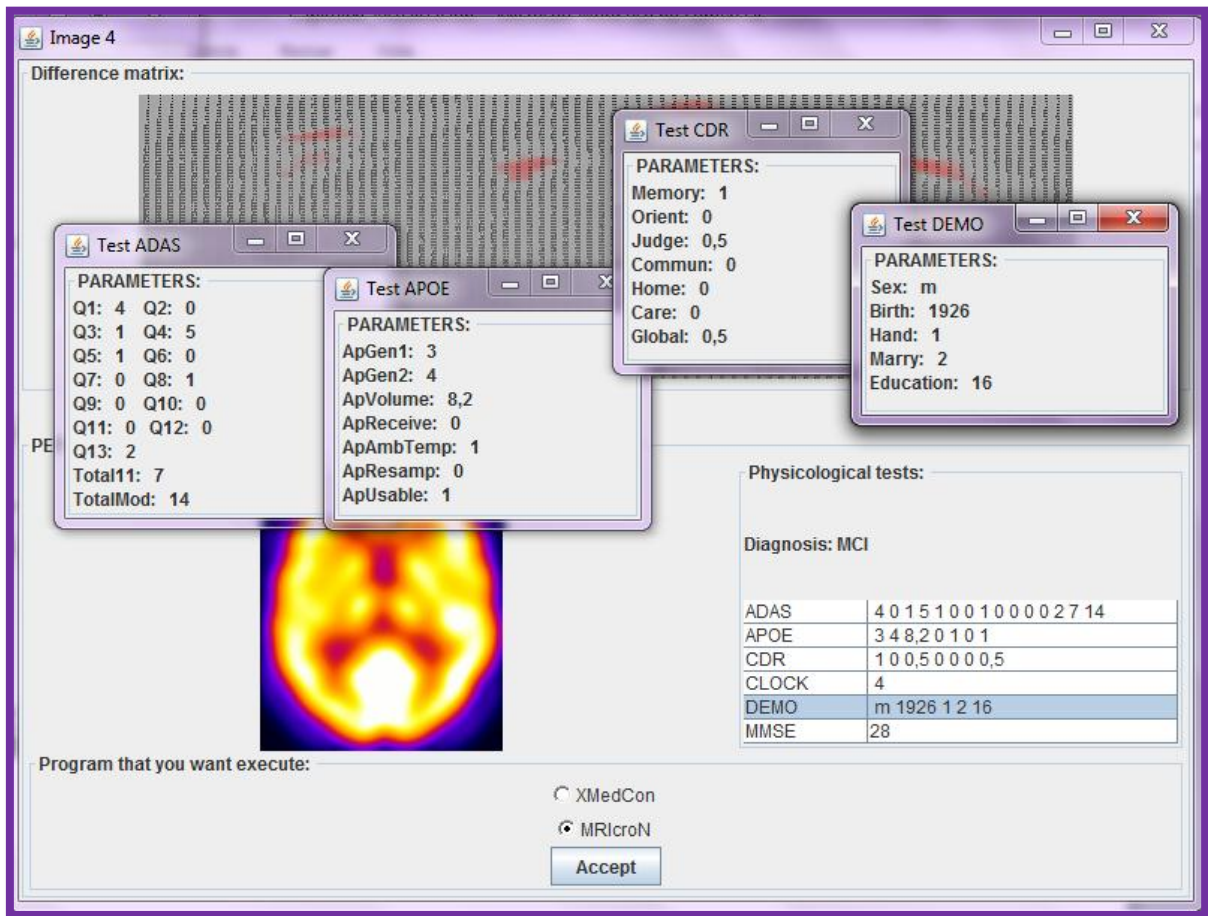 Image 4
Difference matrix:
Test CDR
PARAMETERS:
Memory: 1
Orient: 0
Judge: 0,5
Commun: 0
Home: 0
Care: 0
Global: 0,5
Test DEMO
PARAMETERS:
Sex: m
Birth: 1926
Hand: 1
Marry: 2
Education: 16
Test ADAS
PARAMETERS:
Q1: 4 Q2: 0
Q3: 1 Q4: 5
Q5: 1 Q6: 0
Q7: 0 Q8: 1
Q9: 0 Q10: 0
Q11: 0 Q12: 0
Q13: 2
Total11: 7
TotalMod: 14
Test APOE
PARAMETERS:
ApGen1: 3
ApGen2: 4
ApVolume: 8,2
ApReceive: 0
ApAmbTemp: 1
ApResamp: 0
ApUsable: 1
Physicological tests:
Diagnosis: MCI
ADAS 4 0 1 5 1 0 0 1 0 0 0 0 2 7 14
APOE 3 4 8,2 0 1 0 1
CDR 1 0 0,5 0 0 0 0,5
CLOCK 4
DEMO m 1926 1 2 16
MMSE 28
Program that you want execute:
XMedCon
MRIcroN
Accept